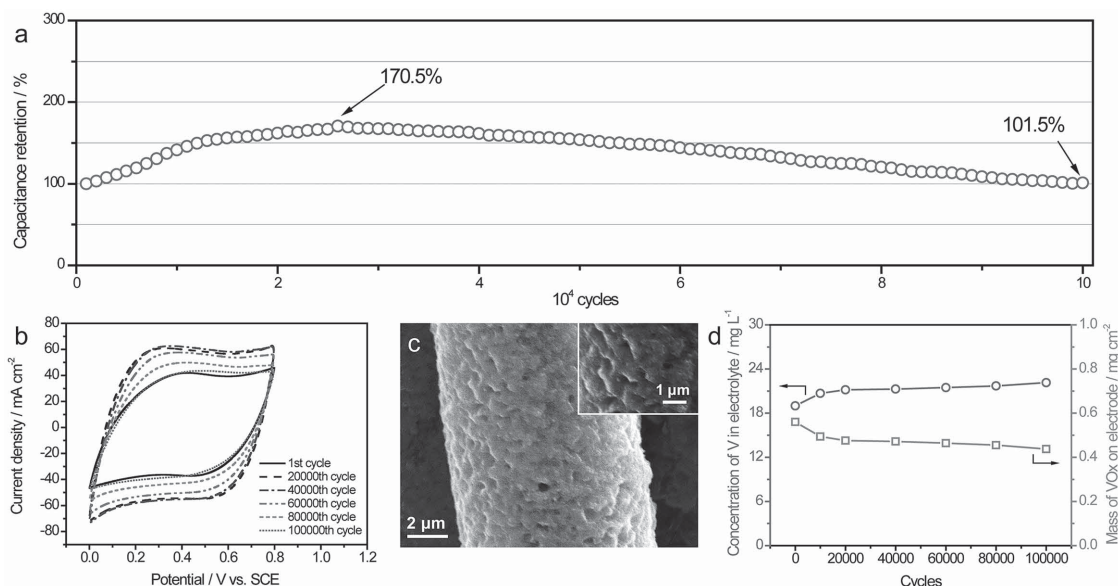 a
300
200
100
0
Capacitance retention / %
170.5%
101.5%
0
2
4
6
8
10
10⁴ cycles
b
80
60
40
20
0
-20
-40
-60
-80
Current density / mA cm⁻²
1st cycle
20000th cycle
40000th cycle
60000th cycle
80000th cycle
100000th cycle
0.0
0.2
0.4
0.6
0.8
1.0
1.2
Potential / V vs. SCE
c
1 µm
2 µm
d
30
24
18
12
6
0
Concentration of V in electrolyte / mg L⁻¹
1.0
0.8
0.6
0.4
0.2
0.0
Mass of VOx on electrode / mg cm⁻²
0
20000
40000
60000
80000
100000
Cycles